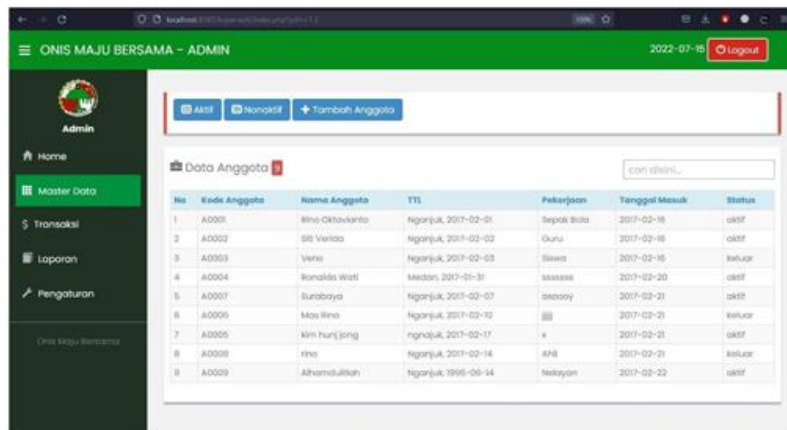 localhost
ONIS MAJU BERSAMA - ADMIN
2022-07-15
Logout
Admin
Home
Master Data
$ Transaksi
Laporan
Pengaturan
Onis Maju Bersama
Aktif
Nonaktif
+ Tambah Anggota
Data Anggota 9
cari disini...
No Kode Anggota Nama Anggota TTL Pekerjaan Tanggal Masuk Status
1 A0001 Rino Oktavianto Nganjuk, 2017-02-01 Sepak Bola 2017-02-16 aktif
2 A0002 Siti Verida Nganjuk, 2017-02-02 Guru 2017-02-16 aktif
3 A0003 Veno Nganjuk, 2017-02-03 Siswa 2017-02-16 keluar
4 A0004 Ronaldo Wati Medan, 2017-01-31 sssssss 2017-02-20 aktif
5 A0007 Surabaya Nganjuk, 2017-02-07 2017-02-21 aktif
6 A0006 Mas Rino Nganjuk, 2017-02-10 2017-02-21 keluar
7 A0005 kim hunj jong ngnajuk, 2017-02-17 x 2017-02-21 aktif
8 A0008 rino Nganjuk, 2017-02-14 Ahli 2017-02-21 keluar
9 A0009 Alhamdulillah Nganjuk, 1996-06-14 Nelayan 2017-02-22 aktif